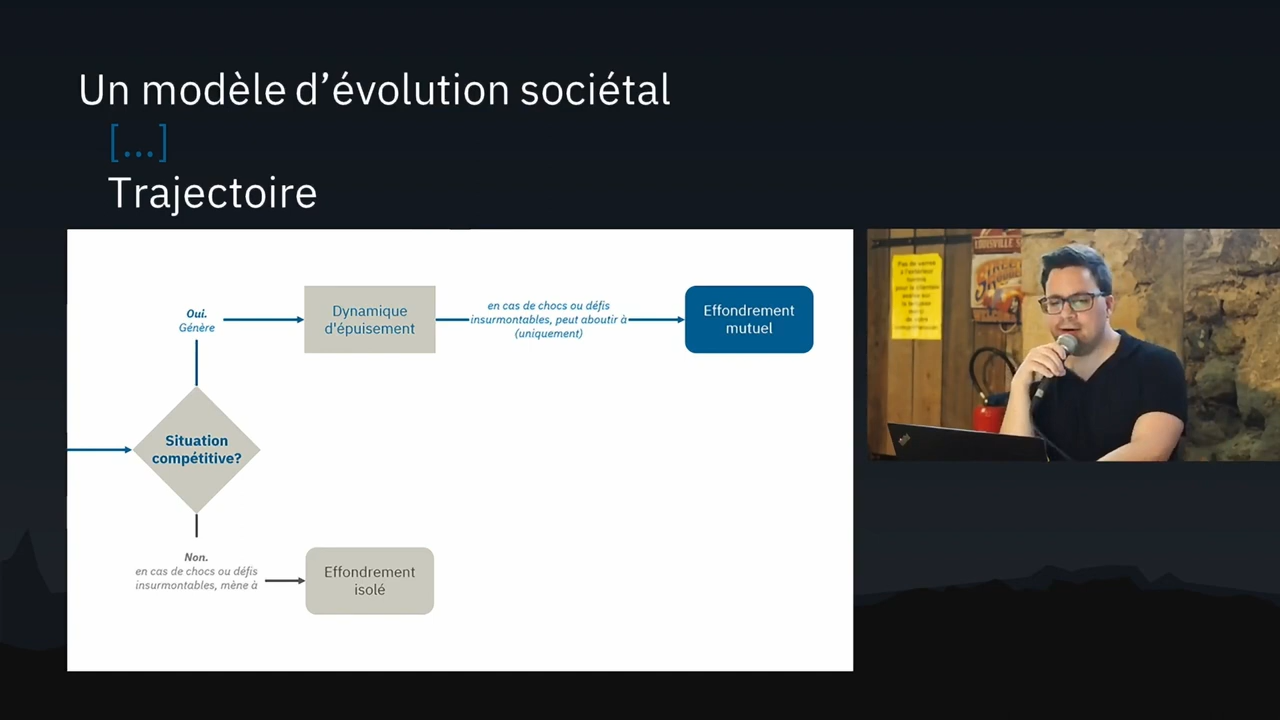 Un modèle d’évolution sociétal
[…]
Trajectoire
Oui.
Génère
Dynamique
d'épuisement
en cas de chocs ou défis
insurmontables, peut aboutir à
(uniquement)
Effondrement
mutuel
Situation
compétitive?
Non.
en cas de chocs ou défis
insurmontables, mène à
Effondrement
isolé
LOUISVILLE